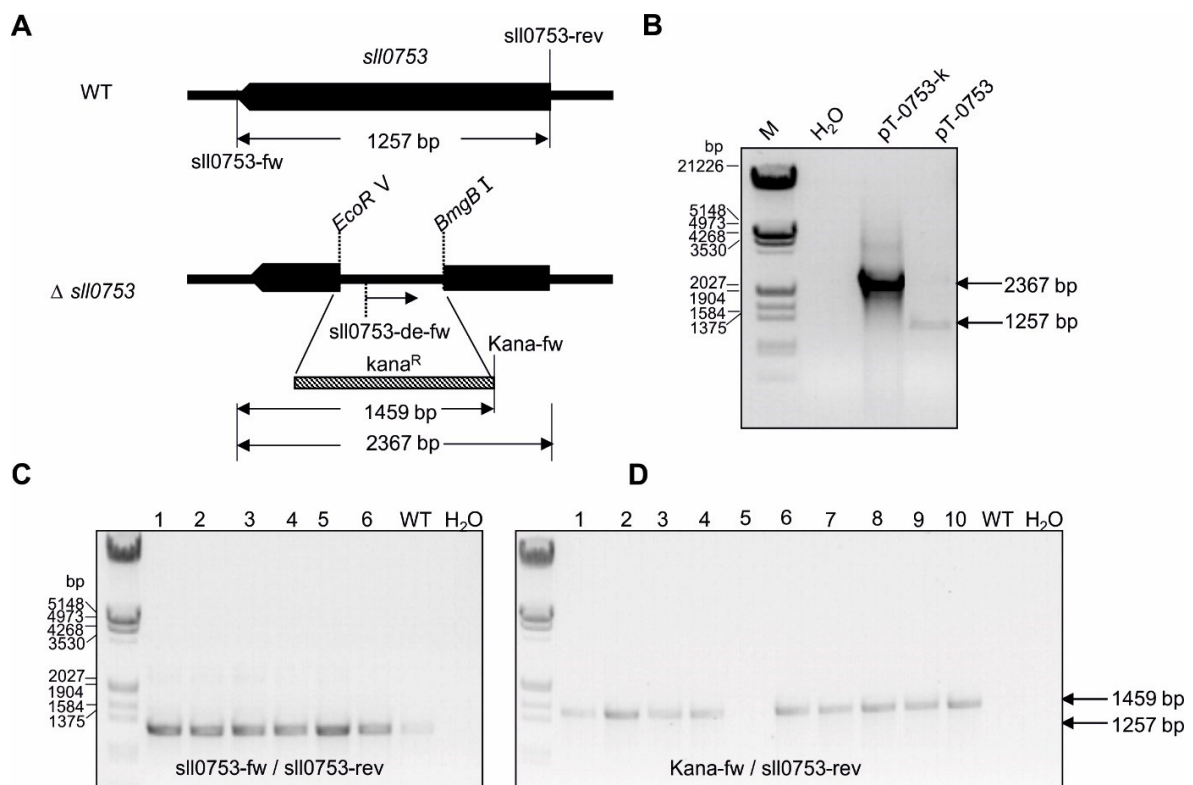 A
sll0753-rev
sll0753
WT
1257 bp
sll0753-fw
EcoR V
BmgB I
Δ sll0753
sll0753-de-fw
Kana-fw
kanaᴿ
1459 bp
2367 bp
B
M H₂O pT-0753-k pT-0753
bp
21226
5148
4973
4268
3530
2027
1904
1584
1375
2367 bp
1257 bp
C
1 2 3 4 5 6 WT H₂O
bp
5148
4973
4268
3530
2027
1904
1584
1375
sll0753-fw / sll0753-rev
D
1 2 3 4 5 6 7 8 9 10 WT H₂O
1459 bp
1257 bp
Kana-fw / sll0753-rev